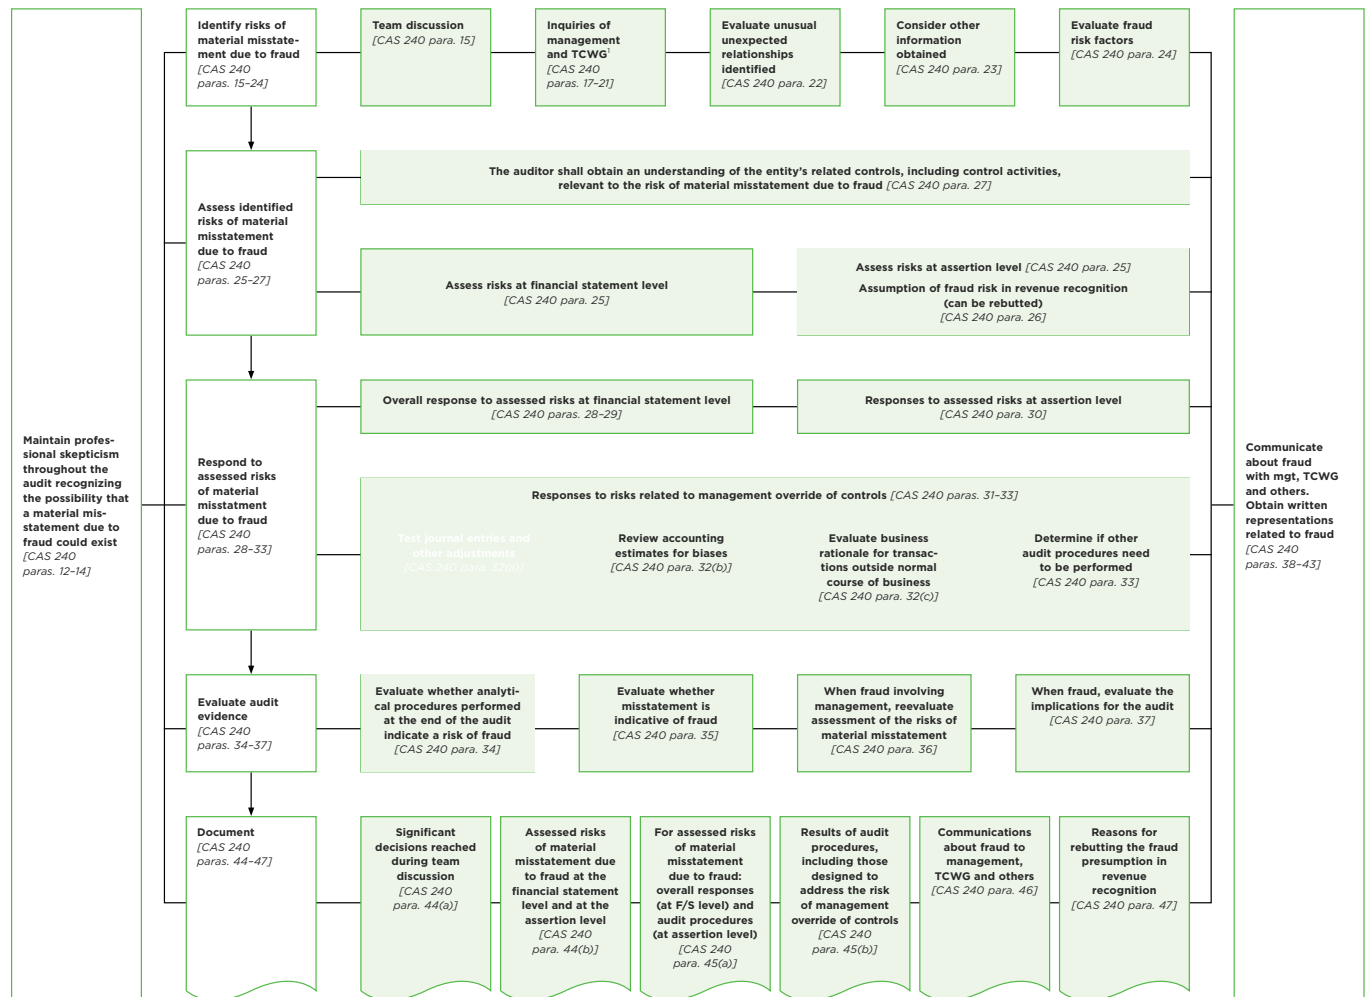 Maintain profes-
sional skepticism
throughout the
audit recognizing
the possibility that
a material mis-
statement due to
fraud could exist
[CAS 240
paras. 12–14]
Identify risks of
material misstate-
ment due to fraud
[CAS 240
paras. 15–24]
Team discussion
[CAS 240 para. 15]
Inquiries of
management
and TCWG¹
[CAS 240
paras. 17–21]
Evaluate unusual
unexpected
relationships
identified
[CAS 240 para. 22]
Consider other
information
obtained
[CAS 240 para. 23]
Evaluate fraud
risk factors
[CAS 240 para. 24]
Assess identified
risks of material
misstatement
due to fraud
[CAS 240
paras. 25–27]
The auditor shall obtain an understanding of the entity's related controls, including control activities,
relevant to the risk of material misstatement due to fraud [CAS 240 para. 27]
Assess risks at financial statement level
[CAS 240 para. 25]
Assess risks at assertion level [CAS 240 para. 25]
Assumption of fraud risk in revenue recognition
(can be rebutted)
[CAS 240 para. 26]
Respond to
assessed risks
of material
misstatment
due to fraud
[CAS 240
paras. 28–33]
Overall response to assessed risks at financial statement level
[CAS 240 paras. 28–29]
Responses to assessed risks at assertion level
[CAS 240 para. 30]
Responses to risks related to management override of controls [CAS 240 paras. 31–33]
Test journal entries and
other adjustments
[CAS 240 para. 32(a)]
Review accounting
estimates for biases
[CAS 240 para. 32(b)]
Evaluate business
rationale for transac-
tions outside normal
course of business
[CAS 240 para. 32(c)]
Determine if other
audit procedures need
to be performed
[CAS 240 para. 33]
Evaluate audit
evidence
[CAS 240
paras. 34–37]
Evaluate whether analyti-
cal procedures performed
at the end of the audit
indicate a risk of fraud
[CAS 240 para. 34]
Evaluate whether
misstatement is
indicative of fraud
[CAS 240 para. 35]
When fraud involving
management, reevaluate
assessment of the risks of
material misstatement
[CAS 240 para. 36]
When fraud, evaluate the
implications for the audit
[CAS 240 para. 37]
Document
[CAS 240
paras. 44–47]
Significant
decisions reached
during team
discussion
[CAS 240
para. 44(a)]
Assessed risks
of material
misstatement due
to fraud at the
financial statement
level and at the
assertion level
[CAS 240
para. 44(b)]
For assessed risks
of material
misstatement
due to fraud:
overall responses
(at F/S level) and
audit procedures
(at assertion level)
[CAS 240
para. 45(a)]
Results of audit
procedures,
including those
designed to
address the risk
of management
override of controls
[CAS 240
para. 45(b)]
Communications
about fraud to
management,
TCWG and others
[CAS 240 para. 46]
Reasons for
rebutting the fraud
presumption in
revenue
recognition
[CAS 240 para. 47]
Communicate
about fraud
with mgt, TCWG
and others.
Obtain written
representations
related to fraud
[CAS 240
paras. 38–43]